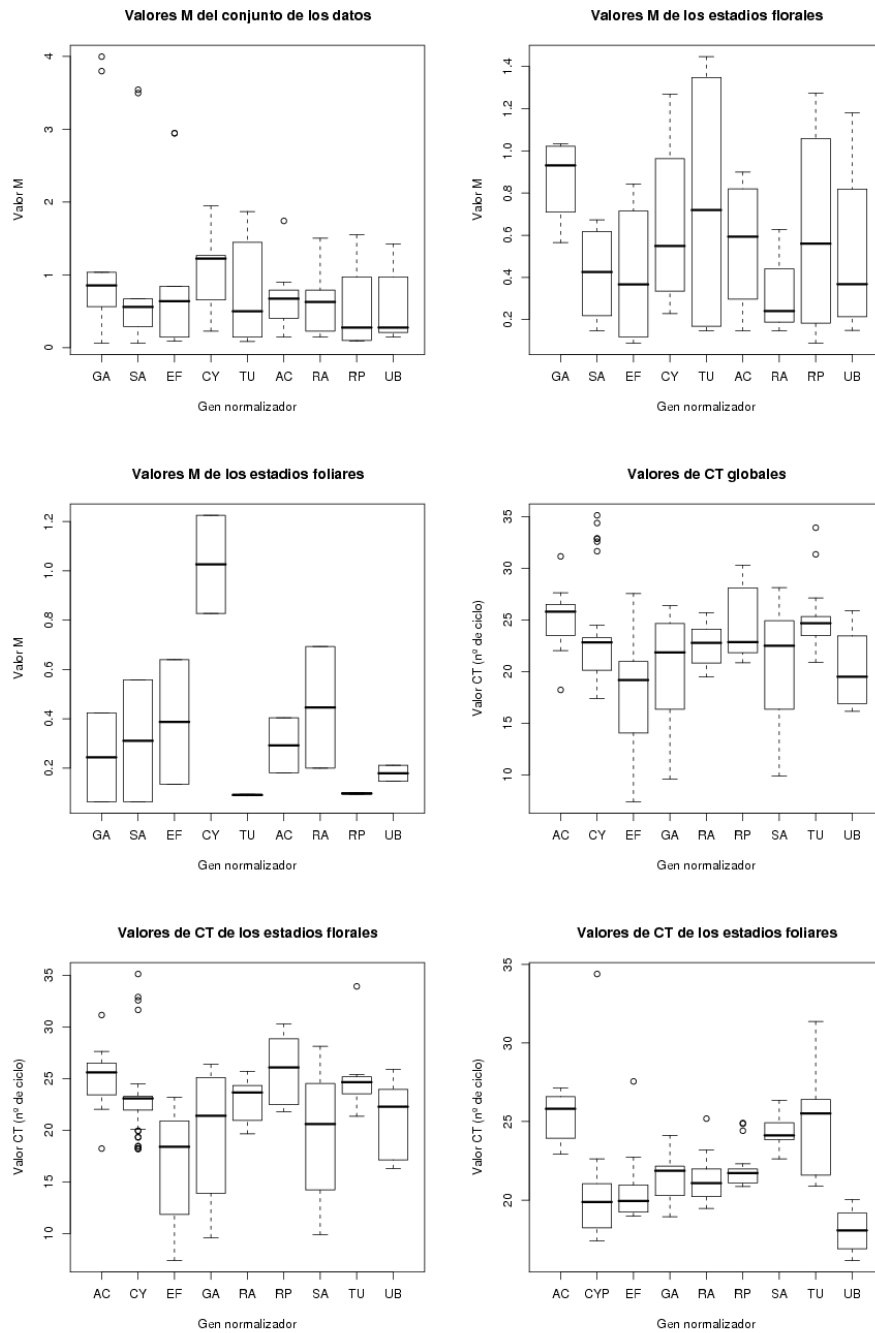 Valores M del conjunto de los datos
Valor M
4
3
2
1
0
GA SA EF CY TU AC RA RP UB
Gen normalizador
Valores M de los estadios florales
Valor M
1.4
1.2
1.0
0.8
0.6
0.4
0.2
GA SA EF CY TU AC RA RP UB
Gen normalizador
Valores M de los estadios foliares
Valor M
1.2
1.0
0.8
0.6
0.4
0.2
GA SA EF CY TU AC RA RP UB
Gen normalizador
Valores de CT globales
Valor CT (nº de ciclo)
35
30
25
20
15
10
AC CY EF GA RA RP SA TU UB
Gen normalizador
Valores de CT de los estadios florales
Valor CT (nº de ciclo)
35
30
25
20
15
10
AC CY EF GA RA RP SA TU UB
Gen normalizador
Valores de CT de los estadios foliares
Valor CT (nº de ciclo)
35
30
25
20
AC CYP EF GA RA RP SA TU UB
Gen normalizador